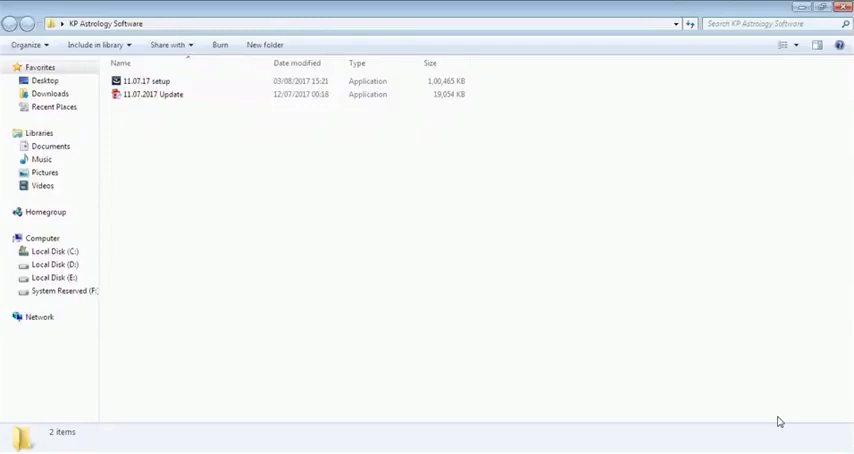 KP Astrology Software
Search KP Astrology Software
Organize Include in library Share with Burn New folder
Name Date modified Type Size
Favorites
Desktop
Downloads
Recent Places
Libraries
Documents
Music
Pictures
Videos
Homegroup
Computer
Local Disk (C:)
Local Disk (D:)
Local Disk (E:)
System Reserved (F:
Network
11.07.17 setup 03/08/2017 15:21 Application 1,00,465 KB
11.07.2017 Update 12/07/2017 00:18 Application 19,054 KB
2 items